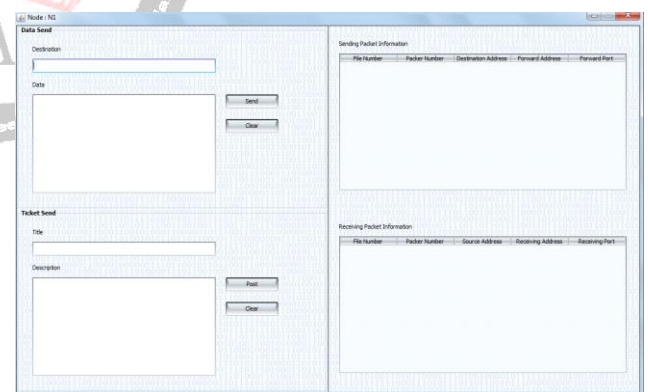 Node : N1
Data Send
Destination
Data
Send
Clear
Ticket Send
Title
Description
Post
Clear
Sending Packet Information
File Number Packer Number Destination Address Forward Address Forward Port
Receiving Packet Information
File Number Packer Number Source Address Receiving Address Receiving Port